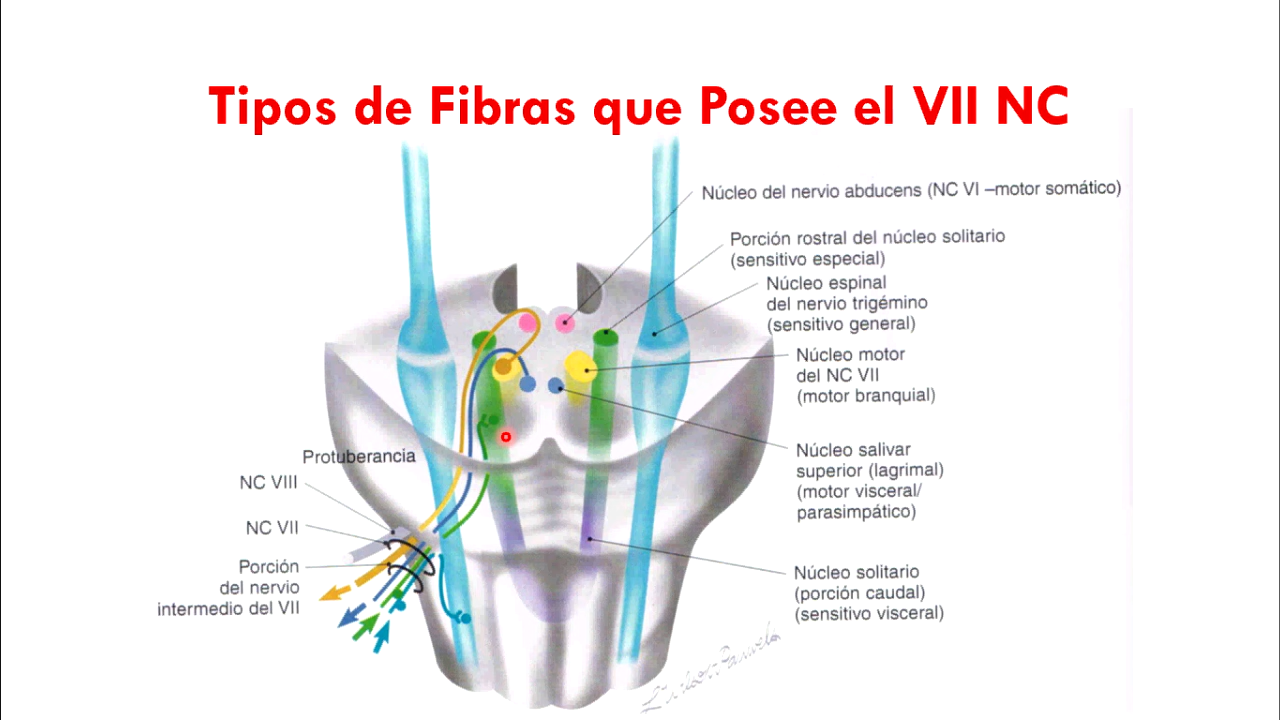 Tipos de Fibras que Posee el VII NC
Núcleo del nervio abducens (NC VI –motor somático)
Porción rostral del núcleo solitario
(sensitivo especial)
Núcleo espinal
del nervio trigémino
(sensitivo general)
Núcleo motor
del NC VII
(motor branquial)
Núcleo salivar
superior (lagrimal)
(motor visceral/
parasimpático)
Núcleo solitario
(porción caudal)
(sensitivo visceral)
Protuberancia
NC VIII
NC VII
Porción
del nervio
intermedio del VII